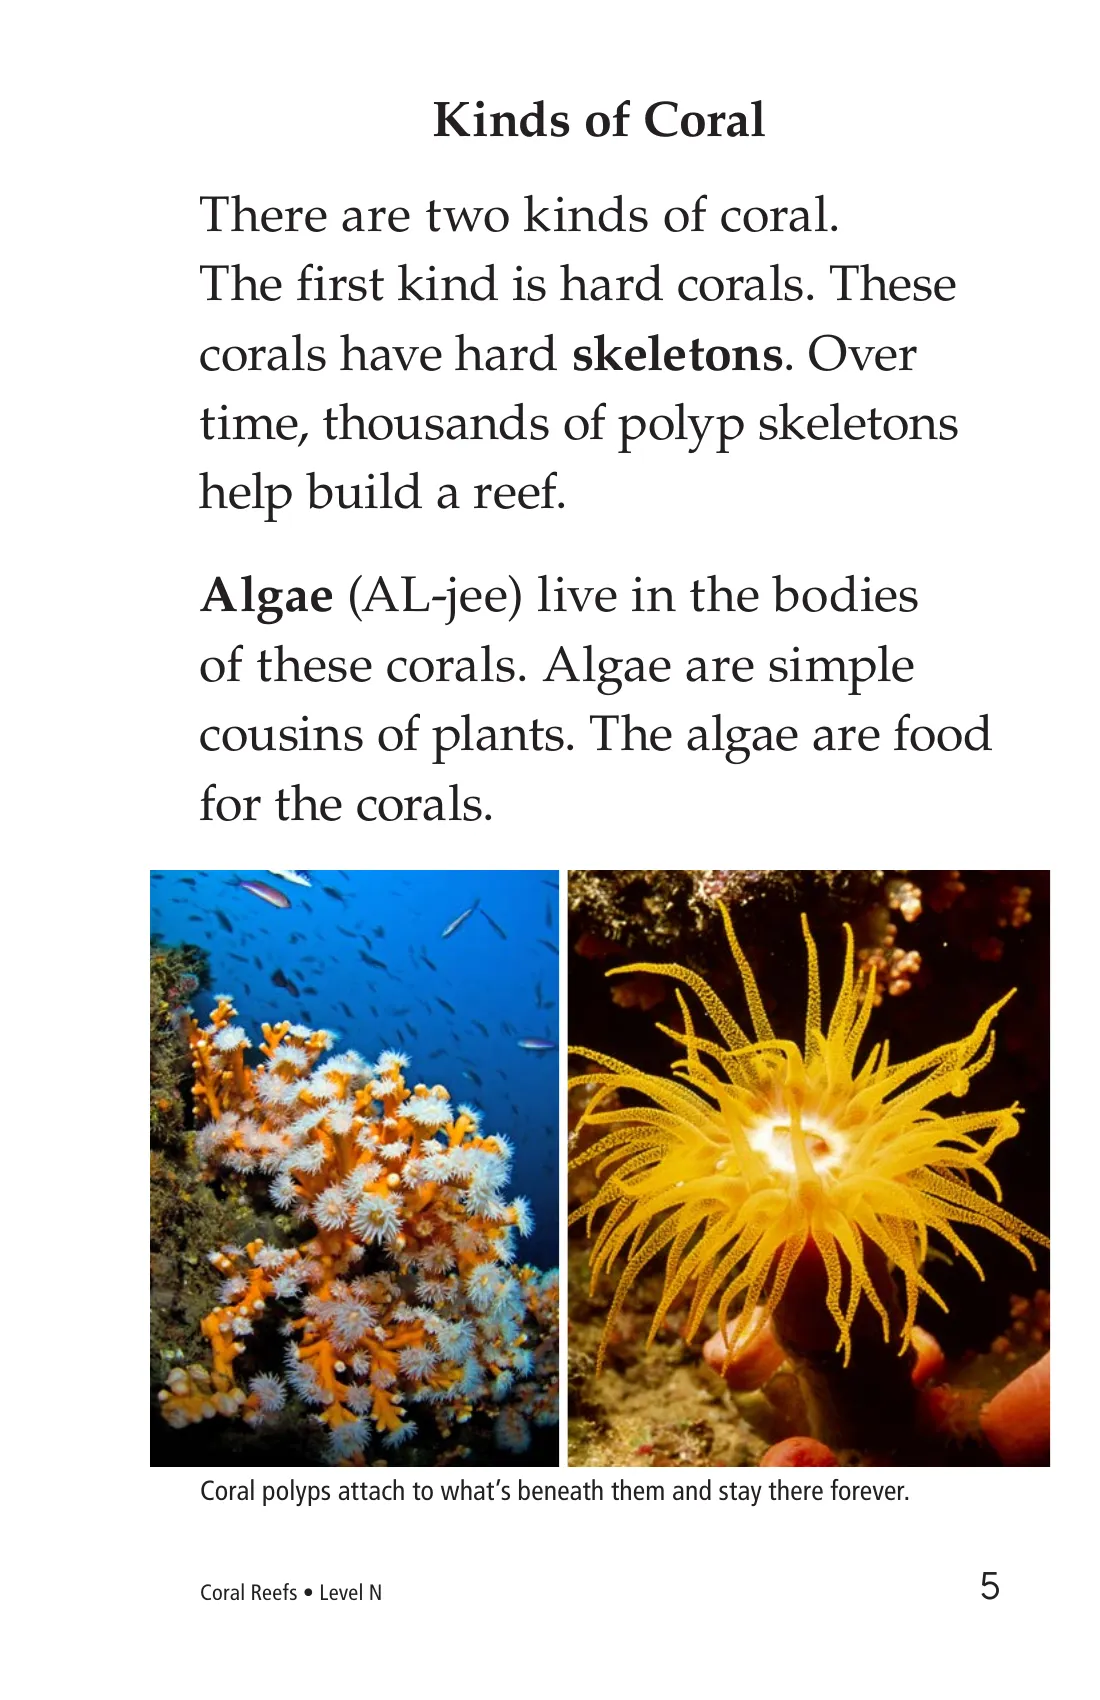 Kinds of Coral
There are two kinds of coral.
The first kind is hard corals. These
corals have hard skeletons. Over
time, thousands of polyp skeletons
help build a reef.
Algae (AL-jee) live in the bodies
of these corals. Algae are simple
cousins of plants. The algae are food
for the corals.
Coral polyps attach to what's beneath them and stay there forever.
Coral Reefs • Level N
5